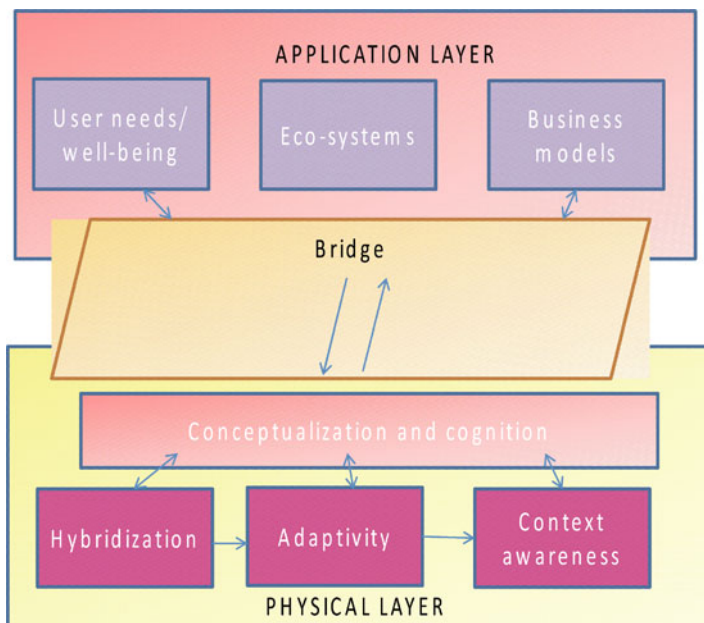 APPLICATION LAYER
User needs/
well-being
Eco-systems
Business
models
Bridge
Conceptualization and cognition
Hybridization
Adaptivity
Context
awareness
PHYSICAL LAYER